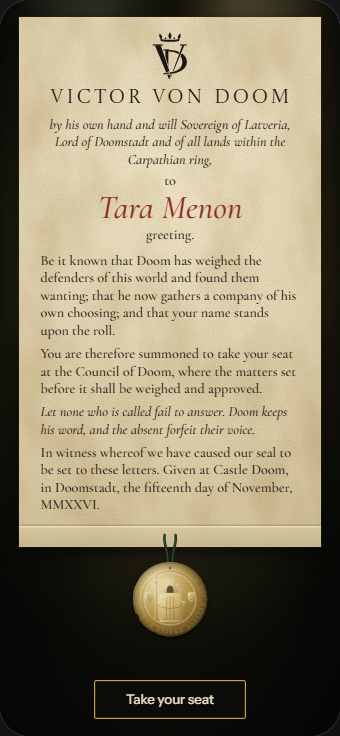 VICTOR VON DOOM
by his own hand and will Sovereign of Latveria,
Lord of Doomstadt and of all lands within the
Carpathian ring,
to
Tara Menon
greeting.
Be it known that Doom has weighed the
defenders of this world and found them
wanting; that he now gathers a company of his
own choosing; and that your name stands
upon the roll.
You are therefore summoned to take your seat
at the Council of Doom, where the matters set
before it shall be weighed and approved.
Let none who is called fail to answer. Doom keeps
his word, and the absent forfeit their voice.
In witness whereof we have caused our seal to
be set to these letters. Given at Castle Doom,
in Doomstadt, the fifteenth day of November,
MMXXVI.
Take your seat